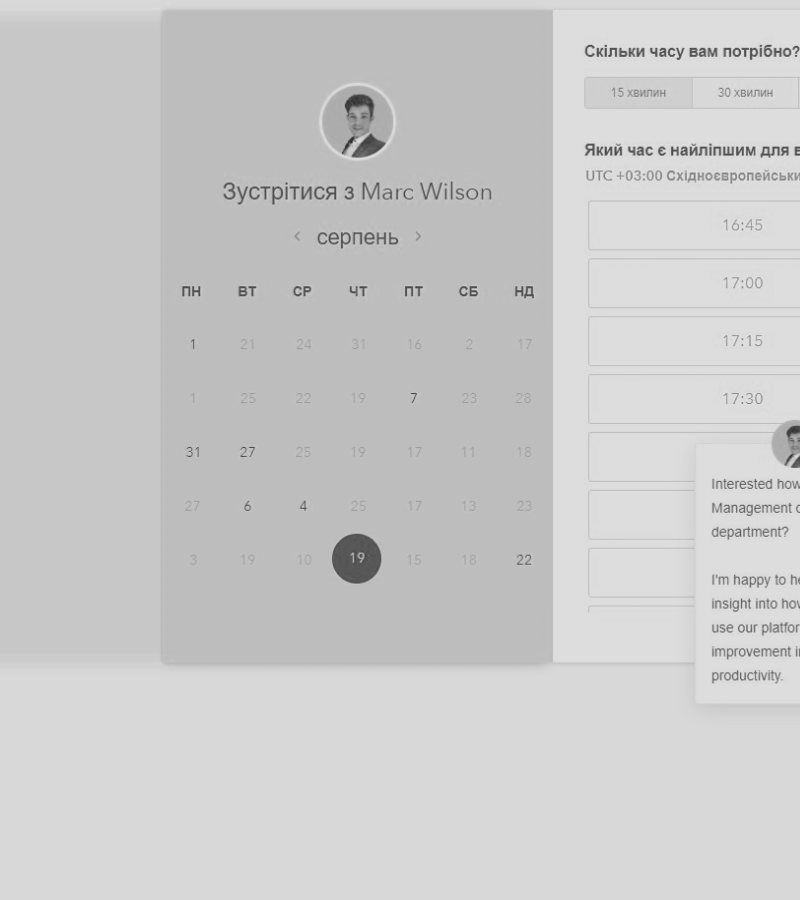 Зустрітися з Marc Wilson
серпень
ПН ВТ СР ЧТ ПТ СБ НД
1 21 24 31 16 2 17
1 25 22 19 7 23 28
31 27 25 19 17 11 18
27 6 4 25 17 13 23
3 19 10 19 15 18 22
Скільки часу вам потрібно?
15 хвилин 30 хвилин
Який час є найліпшим для
UTC +03:00
16:45
17:00
17:15
17:30
Interested how
Management
department?
I'm happy to
insight into
use our
improvement
productivity.